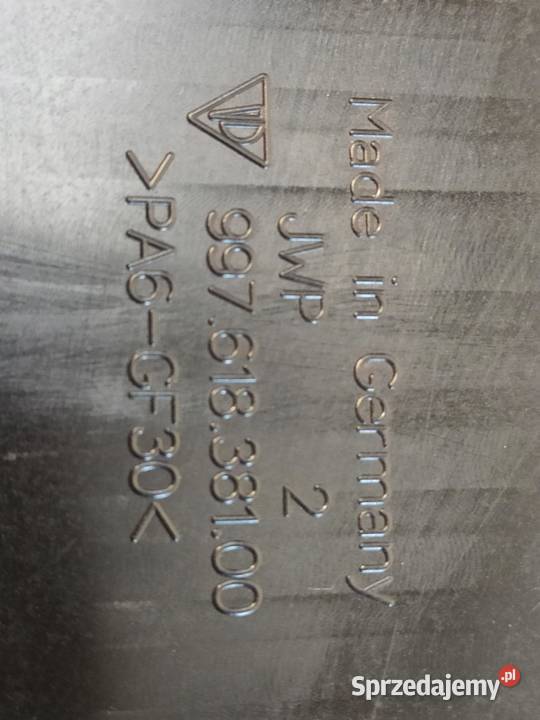 Made in Germany
JWP 2
997.618.381.00
>PA6-GF30<
Sprzedajemy.pl